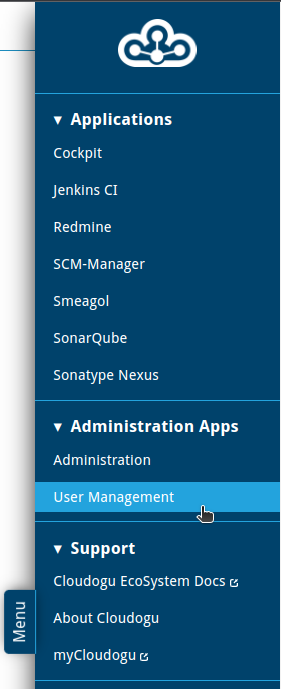 Applications
Cockpit
Jenkins CI
Redmine
SCM-Manager
Smeagol
SonarQube
Sonatype Nexus
Administration Apps
Administration
User Management
Support
Cloudogu EcoSystem Docs
About Cloudogu
myCloudogu
Menu